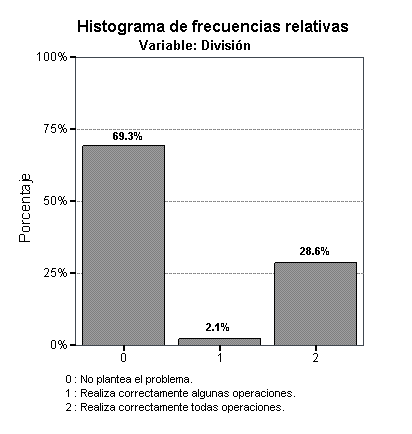 Histograma de frecuencias relativas
Variable: División
100%
75%
50%
25%
0%
Porcentaje
69.3%
2.1%
28.6%
0
1
2
0 : No plantea el problema.
1 : Realiza correctamente algunas operaciones.
2 : Realiza correctamente todas operaciones.